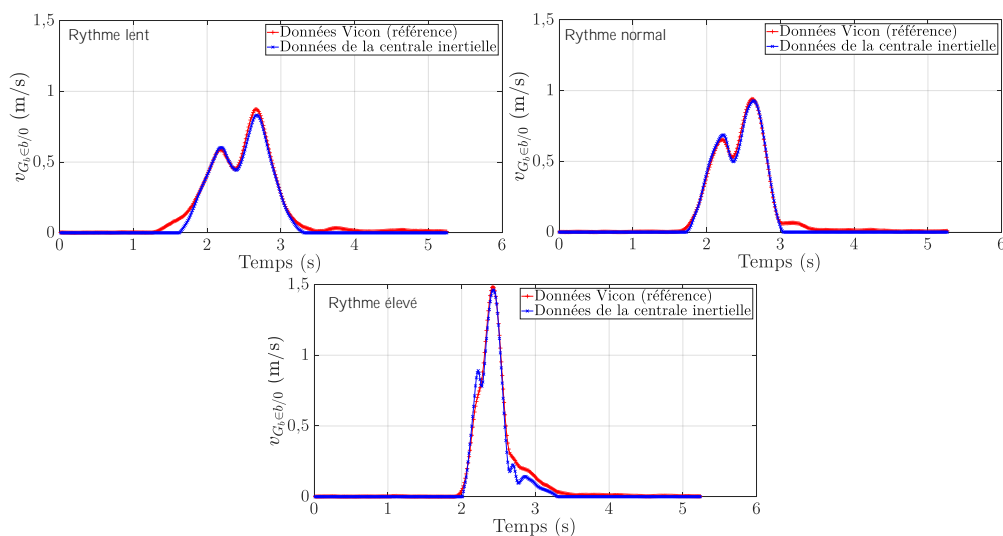 Rythme lent
Données Vicon (référence)
Données de la centrale inertielle
1,5
1
0,5
0
v_{G_b∈b/0} (m/s)
0 1 2 3 4 5 6
Temps (s)
Rythme normal
Données Vicon (référence)
Données de la centrale inertielle
1,5
1
0,5
0
v_{G_b∈b/0} (m/s)
0 1 2 3 4 5 6
Temps (s)
Rythme élevé
Données Vicon (référence)
Données de la centrale inertielle
1,5
1
0,5
0
v_{G_b∈b/0} (m/s)
0 1 2 3 4 5 6
Temps (s)